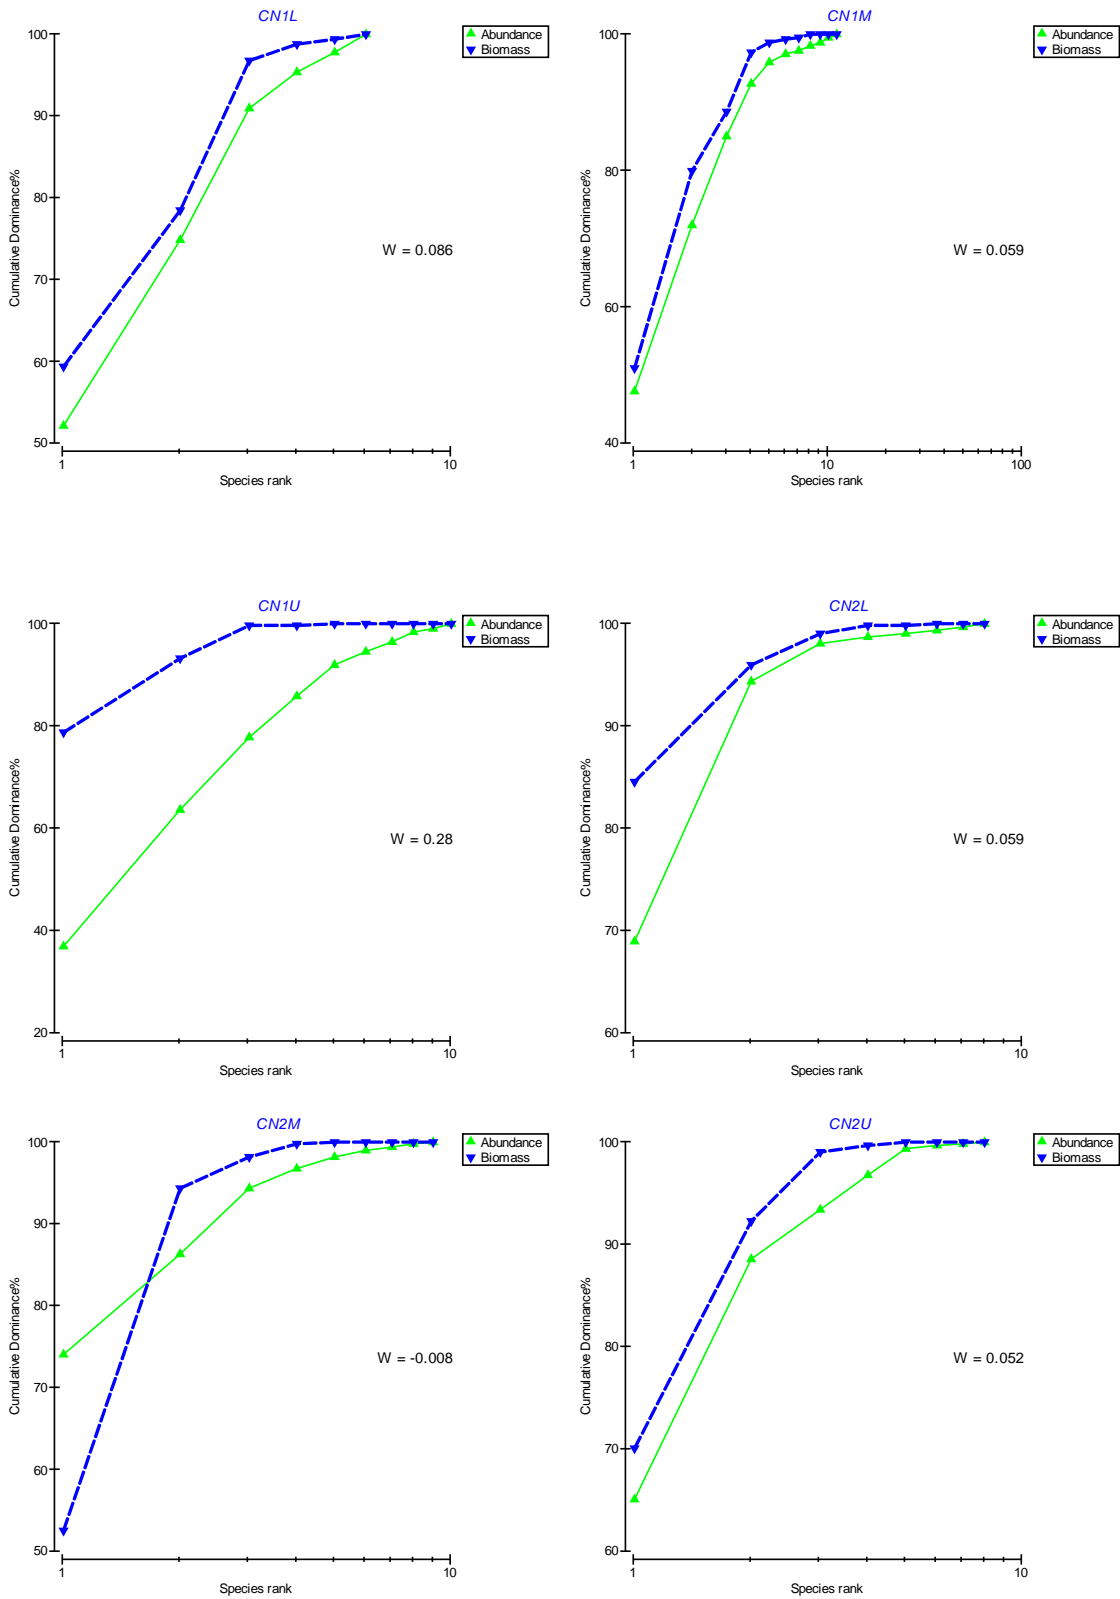 CN1L
100
90
80
70
60
50
Cumulative Dominance%
1
10
Species rank
W = 0.086
Abundance
Biomass
CN1M
100
80
60
40
Cumulative Dominance%
1
10
100
Species rank
W = 0.059
Abundance
Biomass
CN1U
100
80
60
40
20
Cumulative Dominance%
1
10
Species rank
W = 0.28
Abundance
Biomass
CN2L
100
90
80
70
60
Cumulative Dominance%
1
10
Species rank
W = 0.059
Abundance
Biomass
CN2M
100
90
80
70
60
50
Cumulative Dominance%
1
10
Species rank
W = -0.008
Abundance
Biomass
CN2U
100
90
80
70
60
Cumulative Dominance%
1
10
Species rank
W = 0.052
Abundance
Biomass